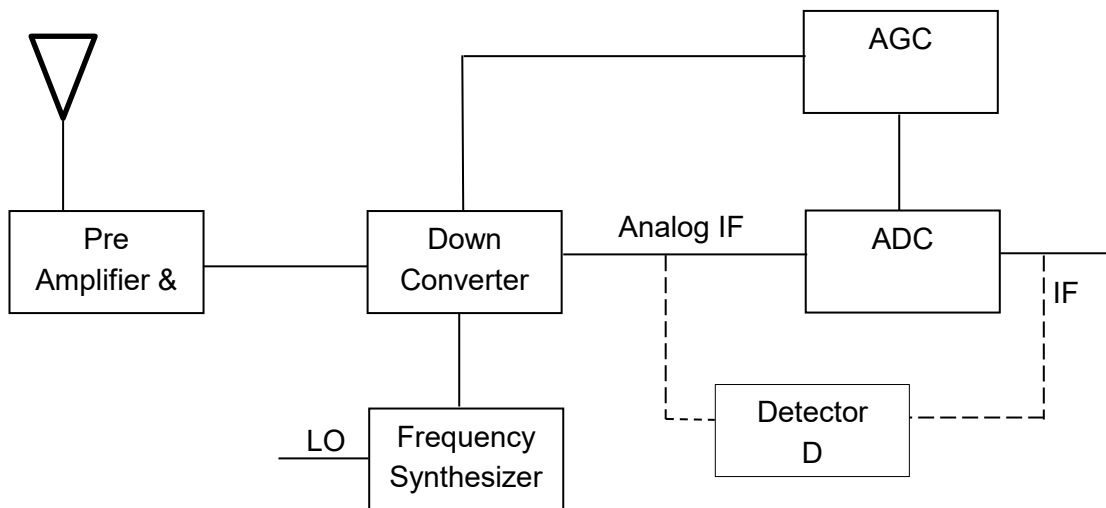 AGC
Pre
Amplifier &
Down
Converter
Analog IF
ADC
IF
LO
Frequency
Synthesizer
Detector
D